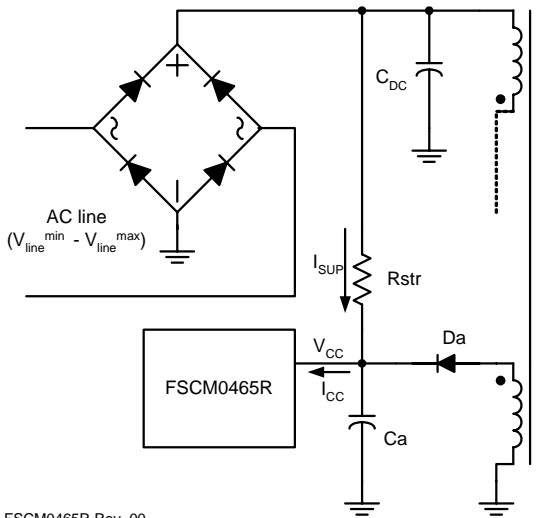 C_DC
AC line
(V_line^min - V_line^max)
I_SUP
Rstr
Da
V_CC
FSCM0465R
I_CC
Ca
FSCM0465R Rev. 00